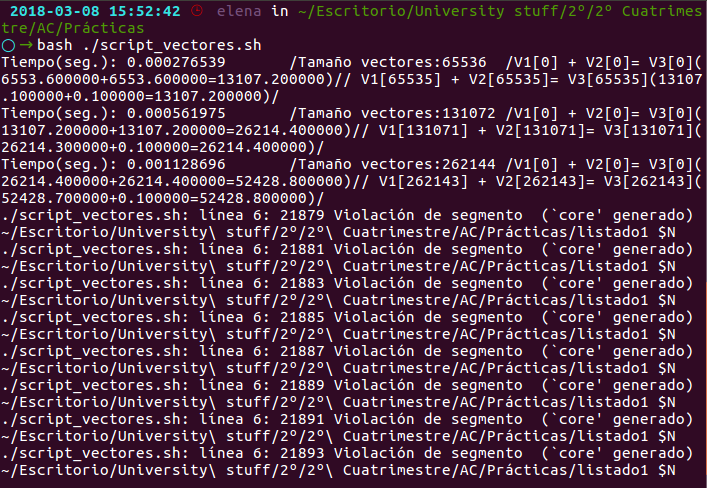 2018-03-08 15:52:42 elena in ~/Escritorio/University stuff/2º/2º Cuatrimes
tre/AC/Prácticas
○ → bash ./script_vectores.sh
Tiempo(seg.): 0.000276539 /Tamaño vectores:65536 /V1[0] + V2[0]= V3[0](
6553.600000+6553.600000=13107.200000)// V1[65535] + V2[65535]= V3[65535](13107
.100000+0.100000=13107.200000)/
Tiempo(seg.): 0.000561975 /Tamaño vectores:131072 /V1[0] + V2[0]= V3[0](
13107.200000+13107.200000=26214.400000)// V1[131071] + V2[131071]= V3[131071](
26214.300000+0.100000=26214.400000)/
Tiempo(seg.): 0.001128696 /Tamaño vectores:262144 /V1[0] + V2[0]= V3[0](
26214.400000+26214.400000=52428.800000)// V1[262143] + V2[262143]= V3[262143](
52428.700000+0.100000=52428.800000)/
./script_vectores.sh: línea 6: 21879 Violación de segmento (`core' generado)
~/Escritorio/University\ stuff/2º/2º\ Cuatrimestre/AC/Prácticas/listado1 $N
./script_vectores.sh: línea 6: 21881 Violación de segmento (`core' generado)
~/Escritorio/University\ stuff/2º/2º\ Cuatrimestre/AC/Prácticas/listado1 $N
./script_vectores.sh: línea 6: 21883 Violación de segmento (`core' generado)
~/Escritorio/University\ stuff/2º/2º\ Cuatrimestre/AC/Prácticas/listado1 $N
./script_vectores.sh: línea 6: 21885 Violación de segmento (`core' generado)
~/Escritorio/University\ stuff/2º/2º\ Cuatrimestre/AC/Prácticas/listado1 $N
./script_vectores.sh: línea 6: 21887 Violación de segmento (`core' generado)
~/Escritorio/University\ stuff/2º/2º\ Cuatrimestre/AC/Prácticas/listado1 $N
./script_vectores.sh: línea 6: 21889 Violación de segmento (`core' generado)
~/Escritorio/University\ stuff/2º/2º\ Cuatrimestre/AC/Prácticas/listado1 $N
./script_vectores.sh: línea 6: 21891 Violación de segmento (`core' generado)
~/Escritorio/University\ stuff/2º/2º\ Cuatrimestre/AC/Prácticas/listado1 $N
./script_vectores.sh: línea 6: 21893 Violación de segmento (`core' generado)
~/Escritorio/University\ stuff/2º/2º\ Cuatrimestre/AC/Prácticas/listado1 $N